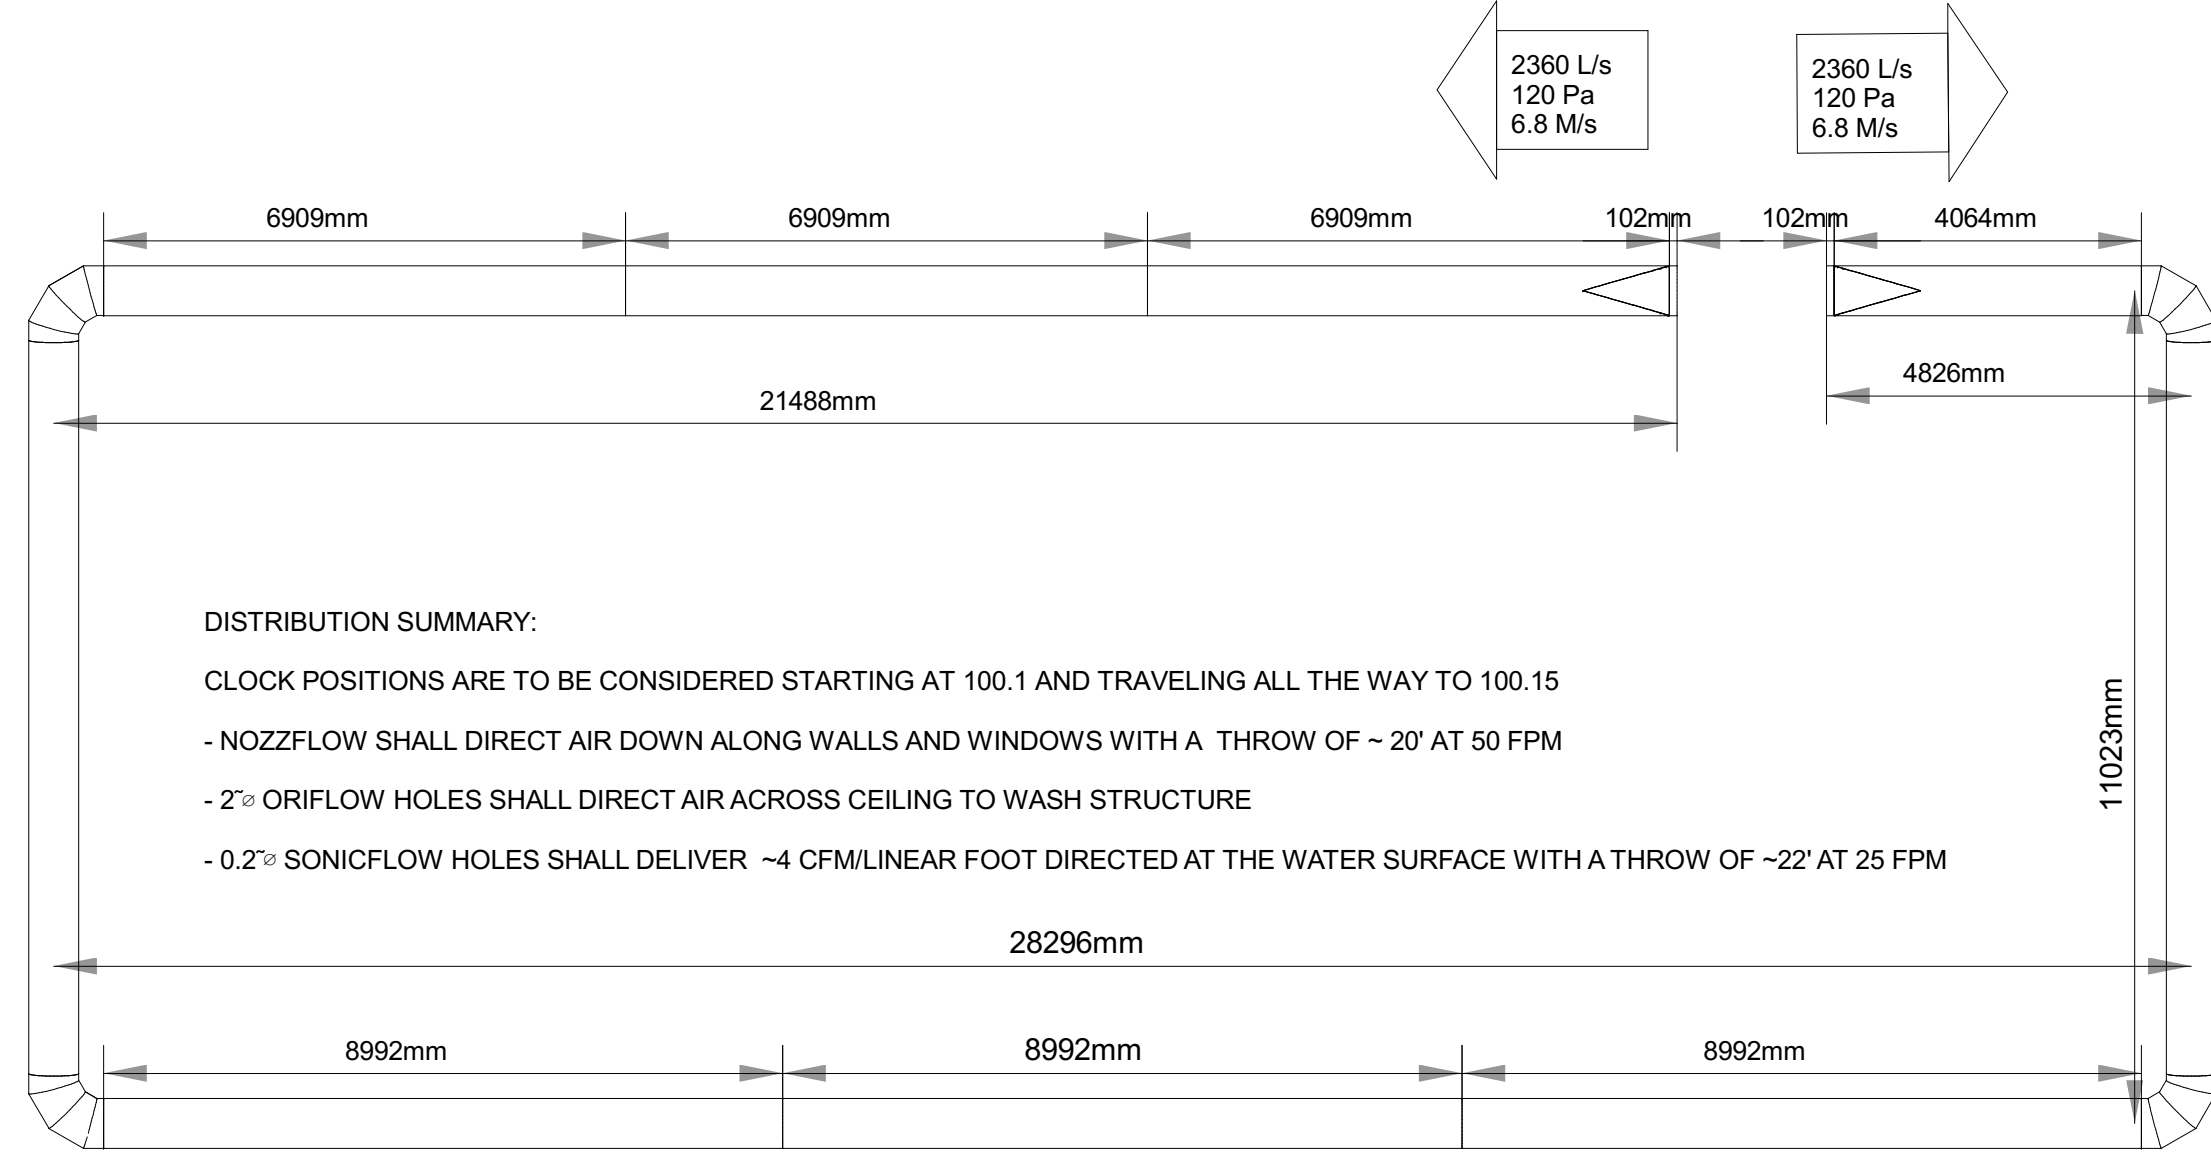 2360 L/s
120 Pa
6.8 M/s
2360 L/s
120 Pa
6.8 M/s
6909mm
6909mm
6909mm
102mm
102mm
4064mm
4826mm
21488mm
DISTRIBUTION SUMMARY:
CLOCK POSITIONS ARE TO BE CONSIDERED STARTING AT 100.1 AND TRAVELING ALL THE WAY TO 100.15
- NOZZFLOW SHALL DIRECT AIR DOWN ALONG WALLS AND WINDOWS WITH A THROW OF ~ 20' AT 50 FPM
- 2˜⌀ ORIFLOW HOLES SHALL DIRECT AIR ACROSS CEILING TO WASH STRUCTURE
- 0.2˜⌀ SONICFLOW HOLES SHALL DELIVER ~4 CFM/LINEAR FOOT DIRECTED AT THE WATER SURFACE WITH A THROW OF ~22' AT 25 FPM
11023mm
28296mm
8992mm
8992mm
8992mm